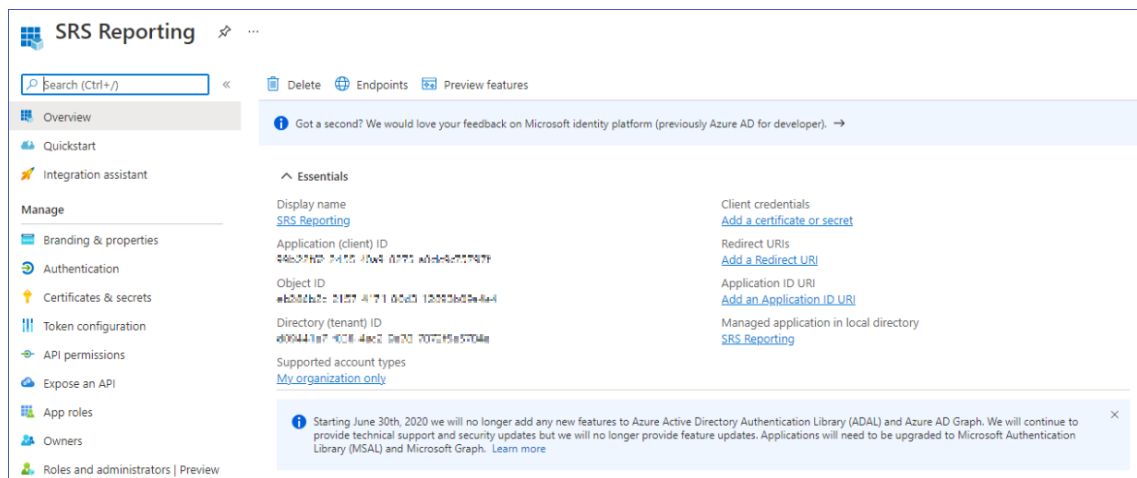 SRS Reporting
Search (Ctrl+/)
Overview
Quickstart
Integration assistant
Manage
Branding & properties
Authentication
Certificates & secrets
Token configuration
API permissions
Expose an API
App roles
Owners
Roles and administrators | Preview
Delete
Endpoints
Preview features
Got a second? We would love your feedback on Microsoft identity platform (previously Azure AD for developer). →
Essentials
Display name
SRS Reporting
Application (client) ID
Object ID
Directory (tenant) ID
Supported account types
My organization only
Client credentials
Add a certificate or secret
Redirect URIs
Add a Redirect URI
Application ID URI
Add an Application ID URI
Managed application in local directory
SRS Reporting
Starting June 30th, 2020 we will no longer add any new features to Azure Active Directory Authentication Library (ADAL) and Azure AD Graph. We will continue to
provide technical support and security updates but we will no longer provide feature updates. Applications will need to be upgraded to Microsoft Authentication
Library (MSAL) and Microsoft Graph. Learn more